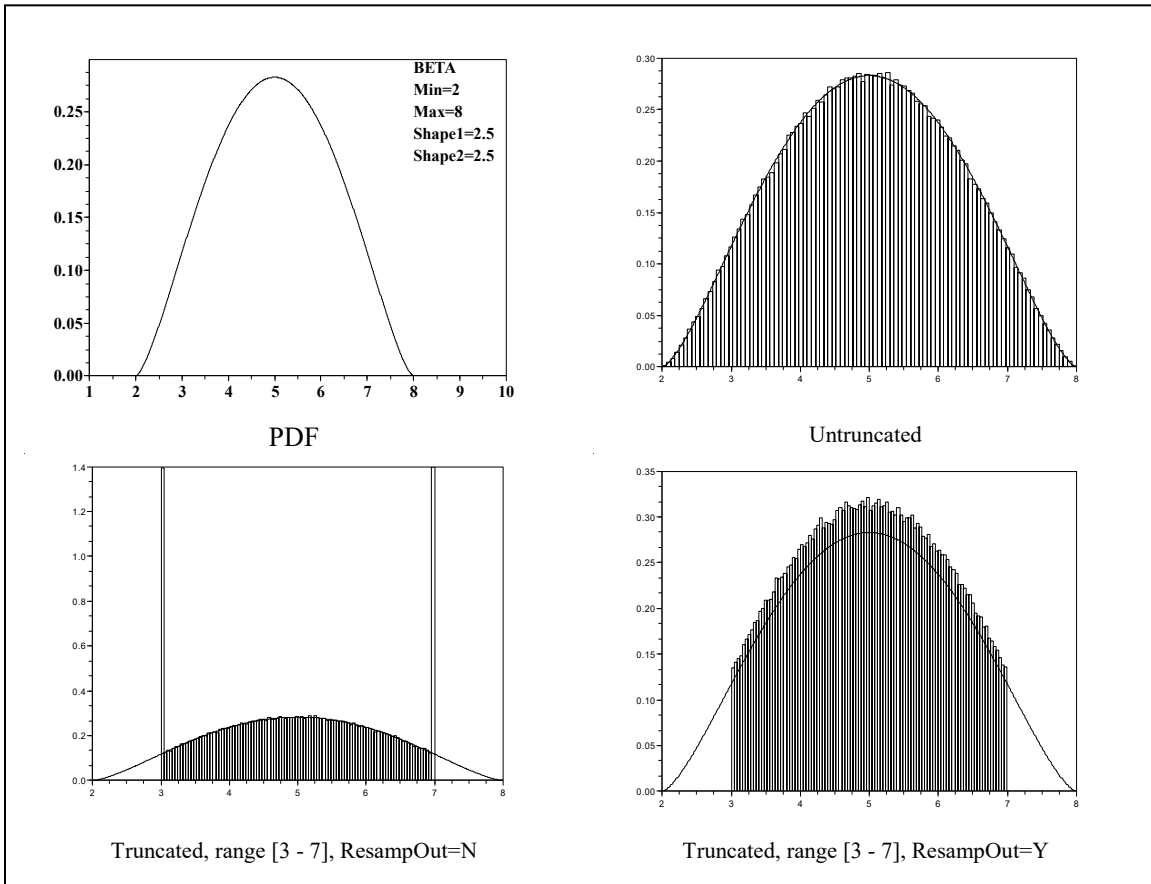 BETA
Min=2
Max=8
Shape1=2.5
Shape2=2.5
0.25
0.20
0.15
0.10
0.05
0.00
1 2 3 4 5 6 7 8 9 10
PDF
0.30
0.25
0.20
0.15
0.10
0.05
0.00
2 3 4 5 6 7 8
Untruncated
1.4
1.2
1.0
0.8
0.6
0.4
0.2
0.0
2 3 4 5 6 7 8
Truncated, range [3 - 7], ResampOut=N
0.35
0.30
0.25
0.20
0.15
0.10
0.05
0.00
2 3 4 5 6 7 8
Truncated, range [3 - 7], ResampOut=Y